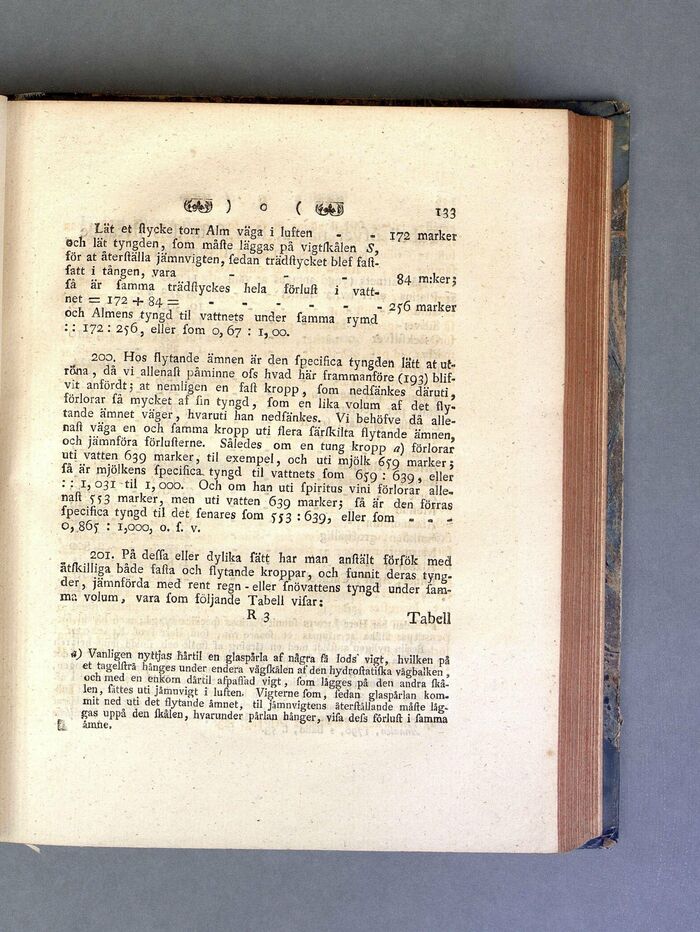 ) o ( 133
Lät et ſtycke torr Alm väga i luften - - 172 marker
och lät tyngden, ſom måſte läggas på vigtſkålen S,
för at återſtälla jämnvigten, ſedan trädſtycket blef faſt-
ſatt i tången, vara - - - - 84 m:ker;
ſå är ſamma trädſtyckes hela förluſt i vatt-
net = 172 + 84 = - - - - - - 256 marker
och Almens tyngd til vattnets under ſamma rymd
:: 172 : 256, eller ſom 0, 67 : 1, 00.
200. Hos flytande ämnen är den ſpecifica tyngden lätt at ut-
röna, då vi allenaſt påminne oſs hvad här frammanföre (193) blif-
vit anfördt; at nemligen en faſt kropp, ſom nedſänkes däruti,
förlorar ſå mycket af ſin tyngd, ſom en lika volum af det fly-
tande ämnet väger, hvaruti han nedſänkes. Vi behöfve då alle-
naſt väga en och ſamma kropp uti flera ſärſkilta flytande ämnen,
och jämnföra förluſterne. Således om en tung kropp a) förlorar
uti vatten 639 marker, til exempel, och uti mjölk 659 marker;
ſå är mjölkens ſpecifica tyngd til vattnets ſom 659 : 639, eller
:: 1, 031 til 1, 000. Och om han uti ſpiritus vini förlorar alle-
naſt 553 marker, men uti vatten 639 marker; ſå är den förras
ſpecifica tyngd til det ſenares ſom 553 : 639, eller ſom - - -
0, 865 : 1,000, o. ſ. v.
201. På deſſa eller dylika ſätt har man anſtält förſök med
åtſkilliga både faſta och flytande kroppar, och funnit deras tyng-
der, jämnförda med rent regn- eller ſnövattens tyngd under ſam-
ma volum, vara ſom följande Tabell viſar:
R 3 Tabell
a) Vanligen nyttjas härtil en glaspärla af några få lods vigt, hvilken på
et tagelſtrå hänges under endera vågſkålen af den hydroſtatiſka vågbalken,
och med en enkom därtil afpaſſad vigt, ſom lägges på den andra ſkå-
len, ſättes uti jämnvigt i luften. Vigterne ſom, ſedan glaspärlan kom-
mit ned uti det flytande ämnet, til jämnvigtens återſtällande måſte läg-
gas uppå den ſkålen, hvarunder pärlan hänger, viſa deſs förluſt i ſamma
ämne.